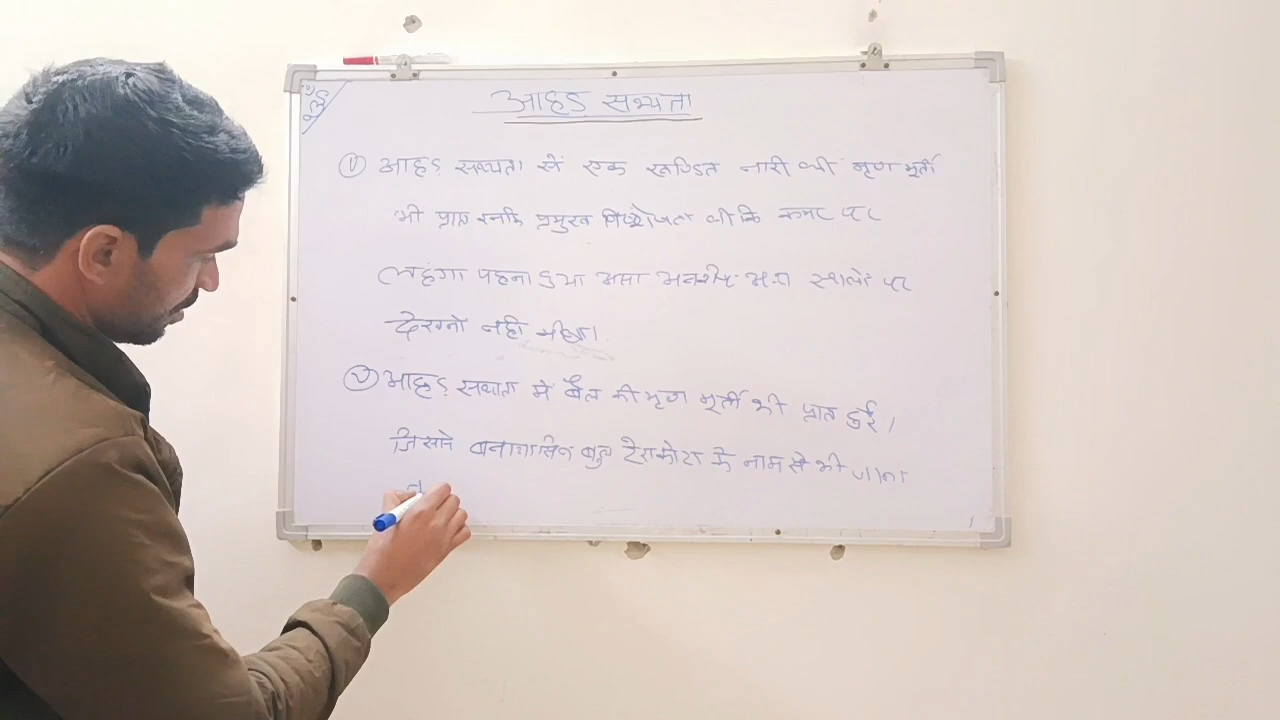 ॐ
आहड़ सभ्यता
① आहड़ सभ्यता से एक खण्डित नारी की मृण मूर्ती
भी प्राप्त प्रमुख विशेषता की कि कमर पर
लहंगा पहना हुआ अवशेष अन्य स्थलों पर
देखने नही
② आहड़ सभ्यता में बैल की मृण मूर्ती भी प्राप्त हुई।
जिसने बनाशियन बुल टेराकोटा के नाम से भी जाना